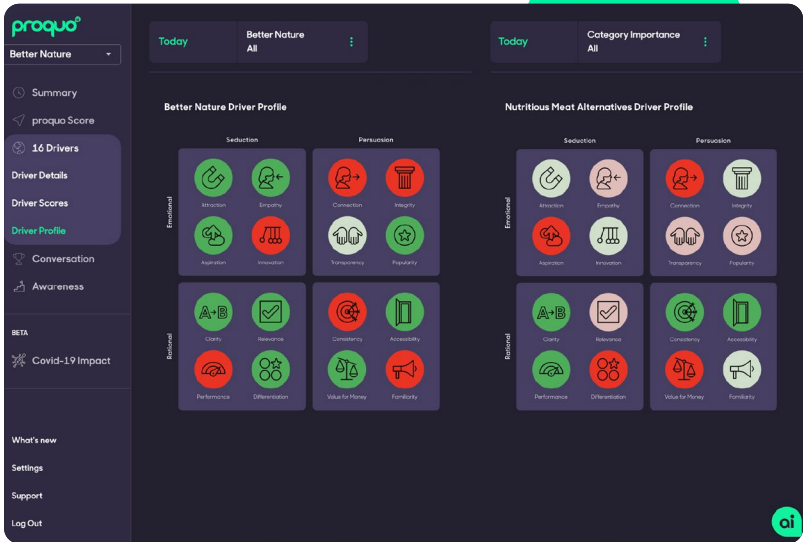 proquo
Better Nature
Summary
proquo Score
16 Drivers
Driver Details
Driver Scores
Driver Profile
Conversation
Awareness
BETA
Covid-19 Impact
What's new
Settings
Support
Log Out
Today
Better Nature
All
Today
Category Importance
All
Better Nature Driver Profile
Seduction Persuasion
Emotional
Attraction Empathy Connection Integrity
Aspiration Innovation Transparency Popularity
Rational
A B
Clarity Relevance Consistency Accessibility
Performance Differentiation Value for Money Familiarity
Nutritious Meat Alternatives Driver Profile
Seduction Persuasion
Emotional
Attraction Empathy Connection Integrity
Aspiration Innovation Transparency Popularity
Rational
A B
Clarity Relevance Consistency Accessibility
Performance Differentiation Value for Money Familiarity
ai